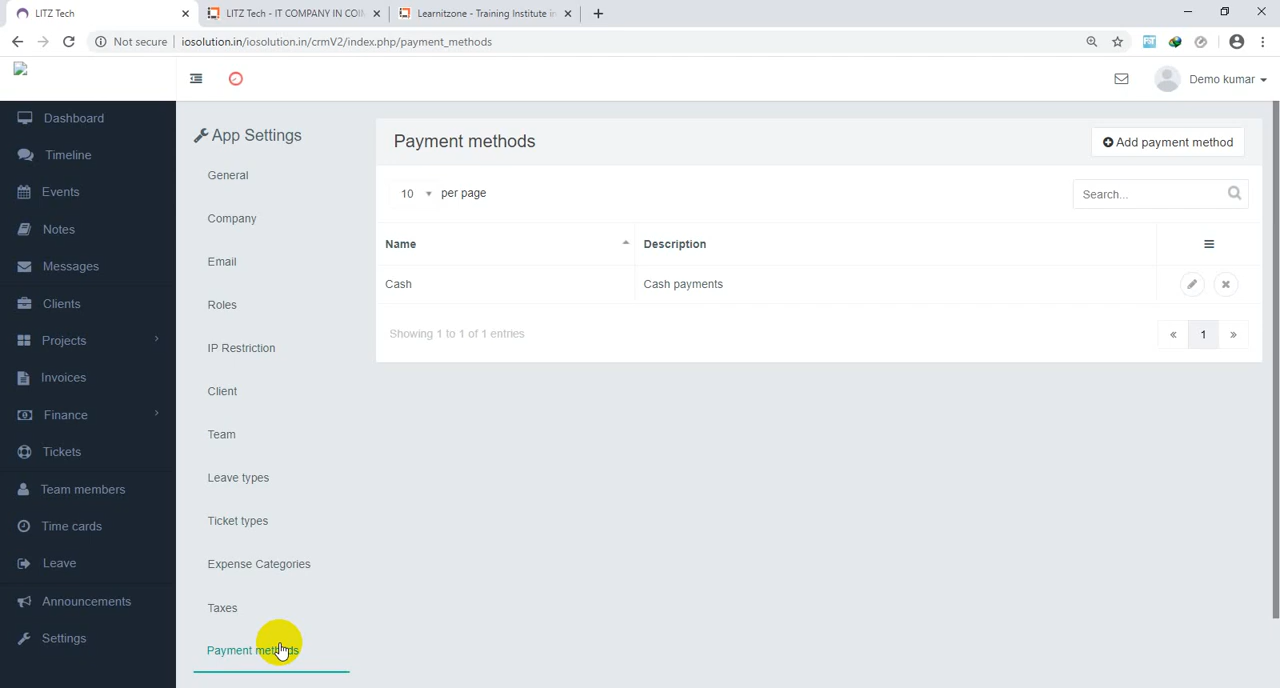 LITZ Tech
LITZ Tech - IT COMPANY IN COI
Learnitzone - Training Institute in
Not secure
iosolution.in/iosolution.in/crmV2/index.php/payment_methods
Demo kumar
Dashboard
Timeline
Events
Notes
Messages
Clients
Projects
Invoices
Finance
Tickets
Team members
Time cards
Leave
Announcements
Settings
App Settings
General
Company
Email
Roles
IP Restriction
Client
Team
Leave types
Ticket types
Expense Categories
Taxes
Payment methods
Payment methods
Add payment method
10 per page
Search...
Name Description
Cash Cash payments
Showing 1 to 1 of 1 entries
« 1 »